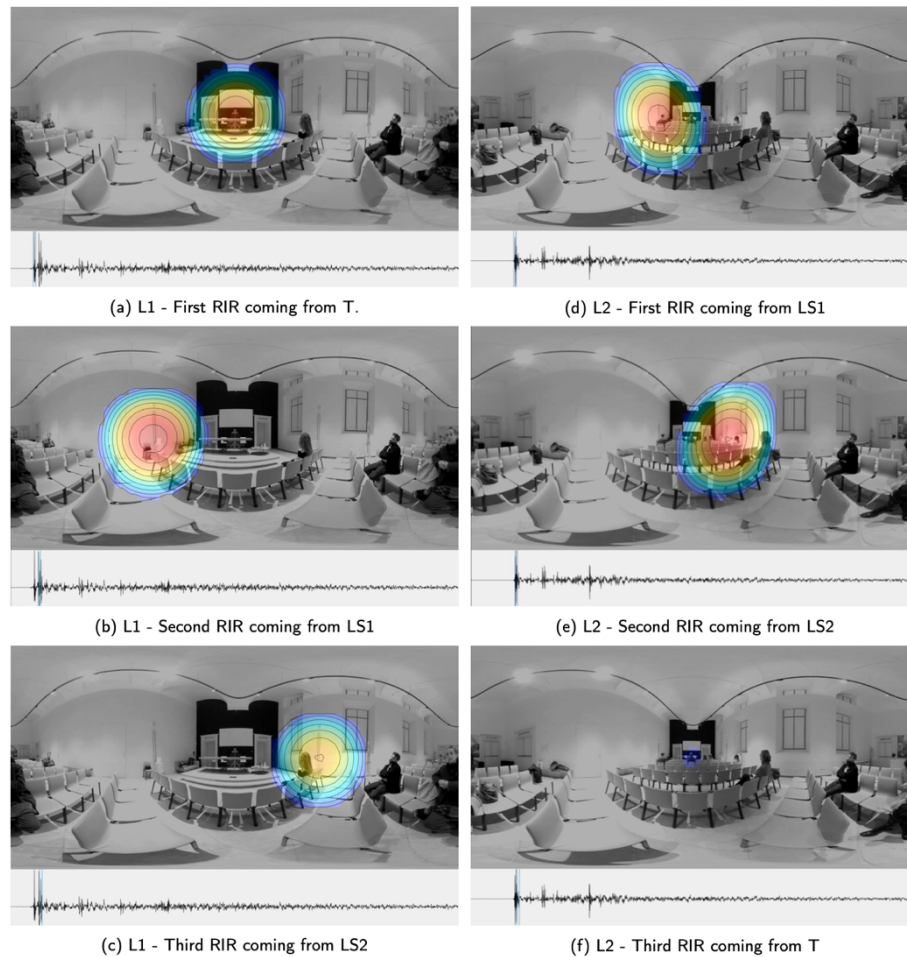 (a) L1 - First RIR coming from T.
(d) L2 - First RIR coming from LS1
(b) L1 - Second RIR coming from LS1
(e) L2 - Second RIR coming from LS2
(c) L1 - Third RIR coming from LS2
(f) L2 - Third RIR coming from T